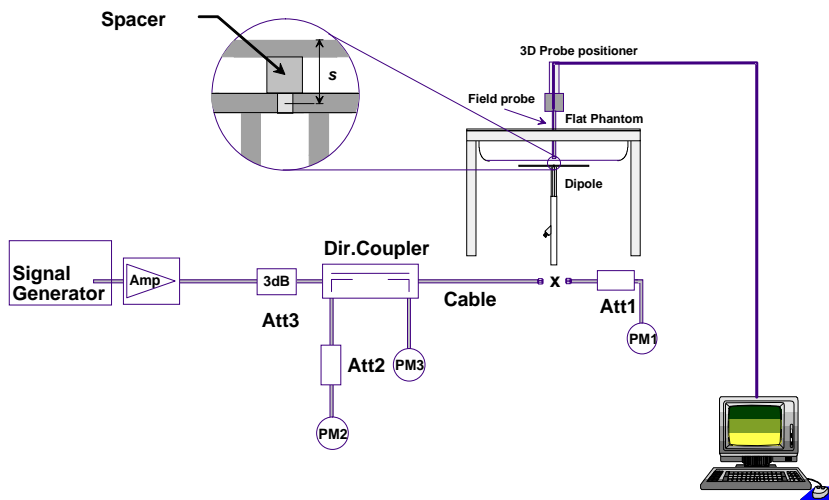 Spacer
s
3D Probe positioner
Field probe
Flat Phantom
Dipole
Dir.Coupler
Signal
Generator
Amp
3dB
Cable
x
Att1
Att3
PM1
Att2
PM3
PM2